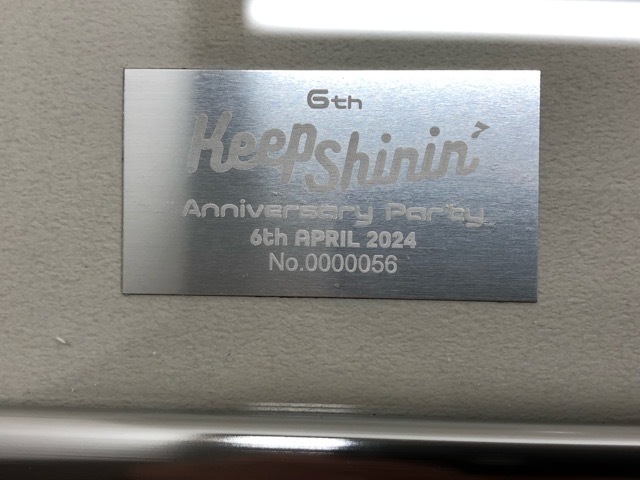 6th
Keep Shinin'
Anniversary Party
6th APRIL 2024
No.0000056